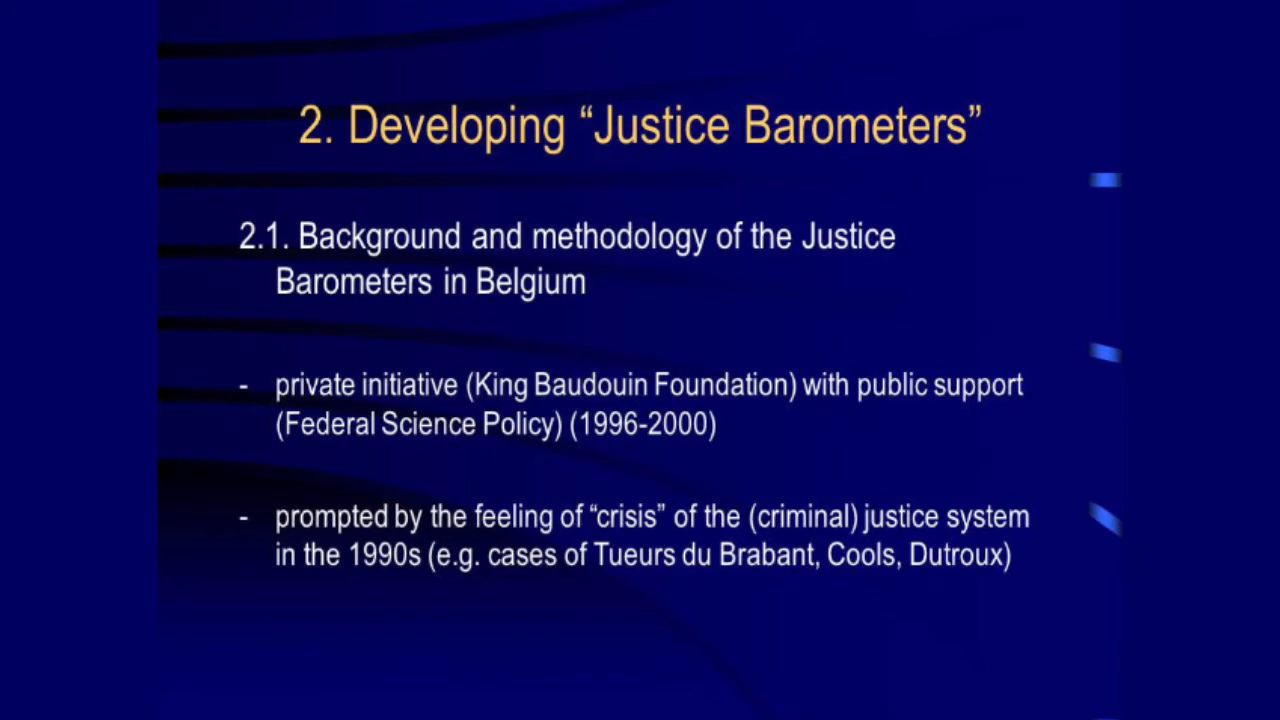 2. Developing “Justice Barometers”
2.1. Background and methodology of the Justice
Barometers in Belgium
- private initiative (King Baudouin Foundation) with public support
(Federal Science Policy) (1996-2000)
- prompted by the feeling of “crisis” of the (criminal) justice system
in the 1990s (e.g. cases of Tueurs du Brabant, Cools, Dutroux)